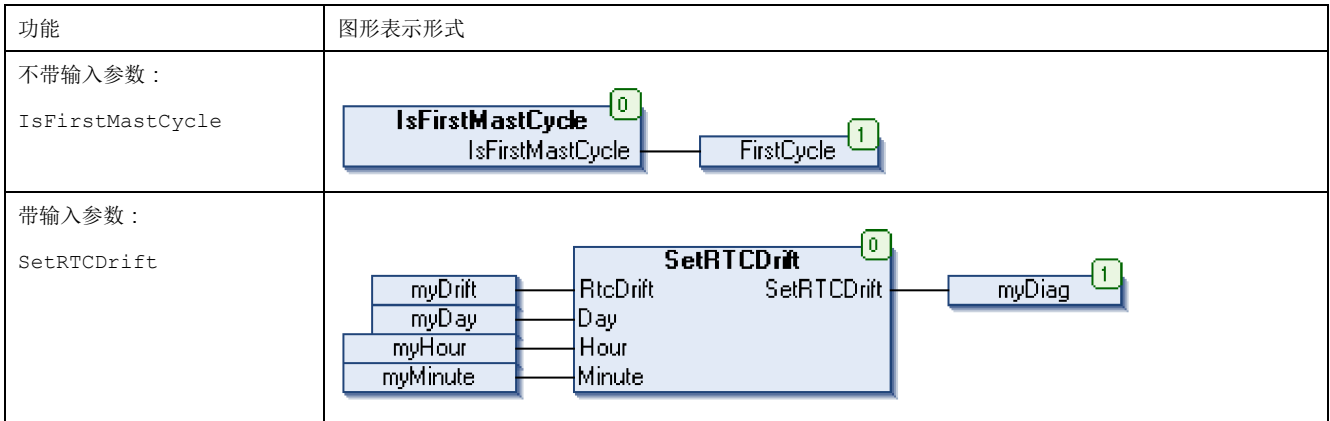 功能
图形表示形式
不带输入参数：
IsFirstMastCycle
0
IsFirstMastCycle
IsFirstMastCycle
FirstCycle
1
带输入参数：
SetRTCDrift
0
SetRTCDrift
myDrift
RtcDrift
SetRTCDrift
myDiag
1
myDay
Day
myHour
Hour
myMinute
Minute